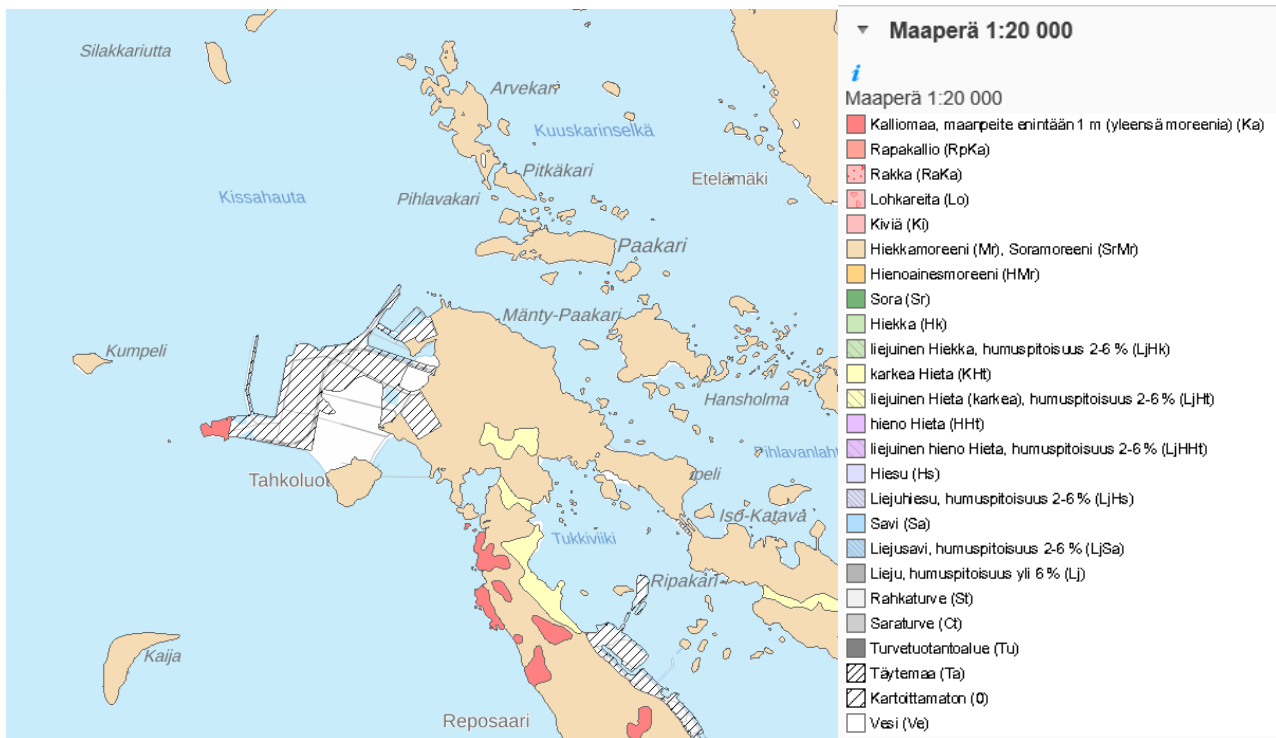 Silakkariutta
Arvekari
Kuuskarinselkä
Pitkäkari
Etelämäki
Kissahauta
Pihlavakari
Paakari
Mänty-Paakari
Kumpeli
Hansholma
Pihlavanlaht
Tahkoluot
peli
Iso-Katava
Tukkiviiki
Ripakari
Kaija
Reposaari
Maaperä 1:20 000
i
Maaperä 1:20 000
Kalliomaa, maanpeite enintään 1 m (yleensä moreenia) (Ka)
Rapakallio (RpKa)
Rakka (RaKa)
Lohkareita (Lo)
Kiviä (Ki)
Hiekkamoreeni (Mr), Soramoreeni (SrMr)
Hienoainesmoreeni (HMr)
Sora (Sr)
Hiekka (Hk)
liejuinen Hiekka, humuspitoisuus 2-6 % (LjHk)
karkea Hieta (KHt)
liejuinen Hieta (karkea), humuspitoisuus 2-6 % (LjHt)
hieno Hieta (HHt)
liejuinen hieno Hieta, humuspitoisuus 2-6 % (LjHHt)
Hiesu (Hs)
Liejuhiesu, humuspitoisuus 2-6 % (LjHs)
Savi (Sa)
Liejusavi, humuspitoisuus 2-6 % (LjSa)
Lieju, humuspitoisuus yli 6 % (Lj)
Rahkaturve (St)
Saraturve (Ct)
Turvetuotantoalue (Tu)
Täytemaa (Ta)
Kartoittamaton (0)
Vesi (Ve)